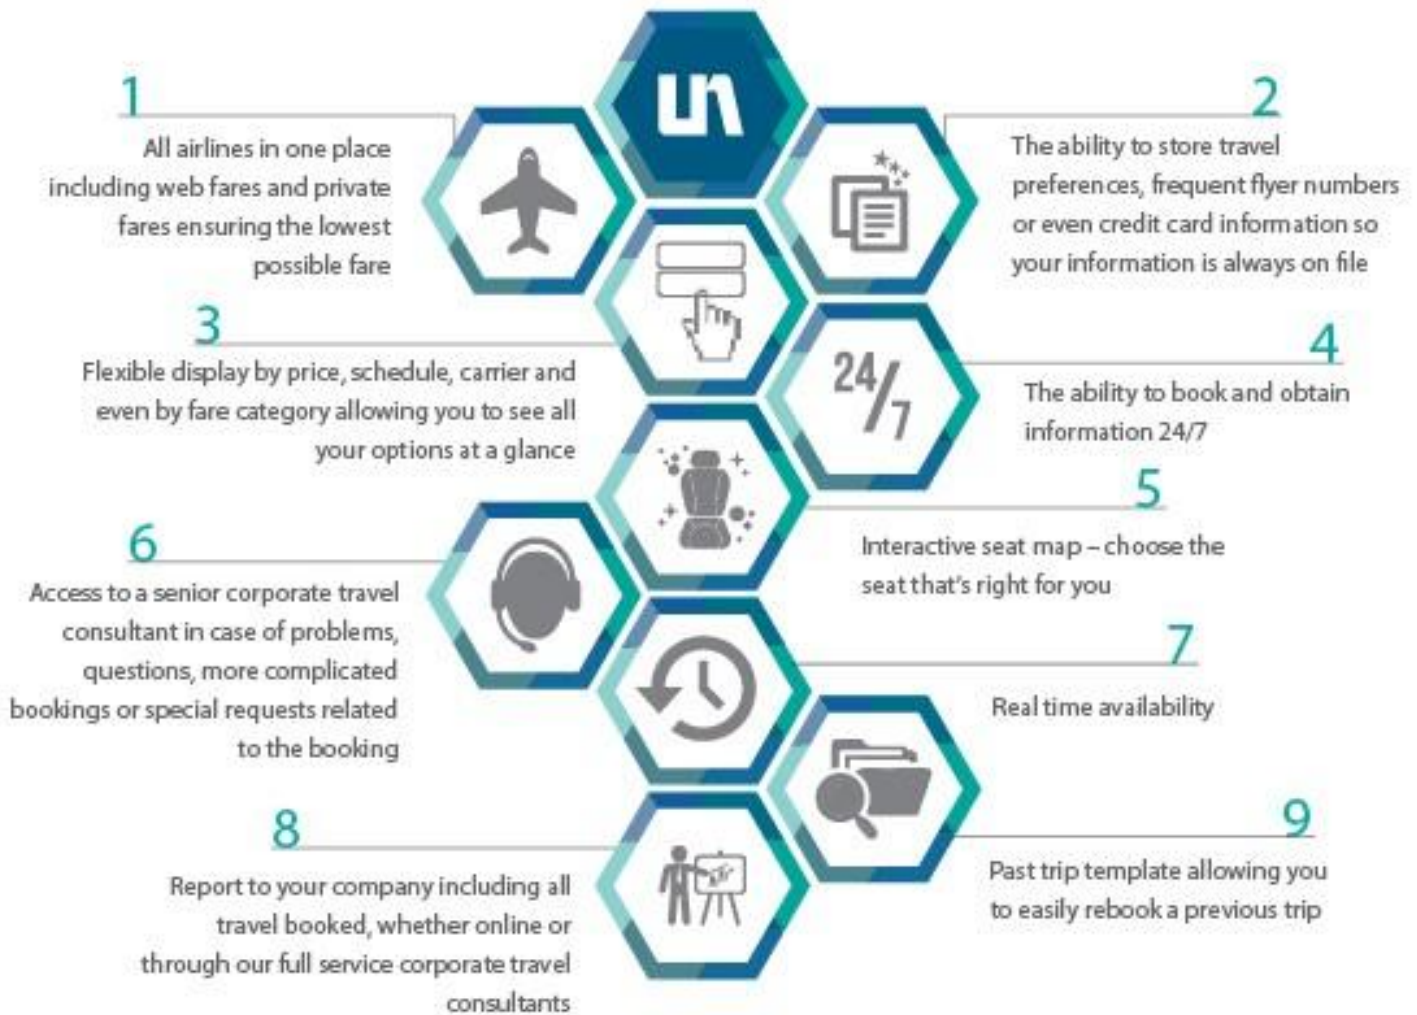 un
1
All airlines in one place
including web fares and private
fares ensuring the lowest
possible fare
2
The ability to store travel
preferences, frequent flyer numbers
or even credit card information so
your information is always on file
3
Flexible display by price, schedule, carrier and
even by fare category allowing you to see all
your options at a glance
24/7
4
The ability to book and obtain
information 24/7
5
Interactive seat map – choose the
seat that's right for you
6
Access to a senior corporate travel
consultant in case of problems,
questions, more complicated
bookings or special requests related
to the booking
7
Real time availability
8
Report to your company including all
travel booked, whether online or
through our full service corporate travel
consultants
9
Past trip template allowing you
to easily rebook a previous trip